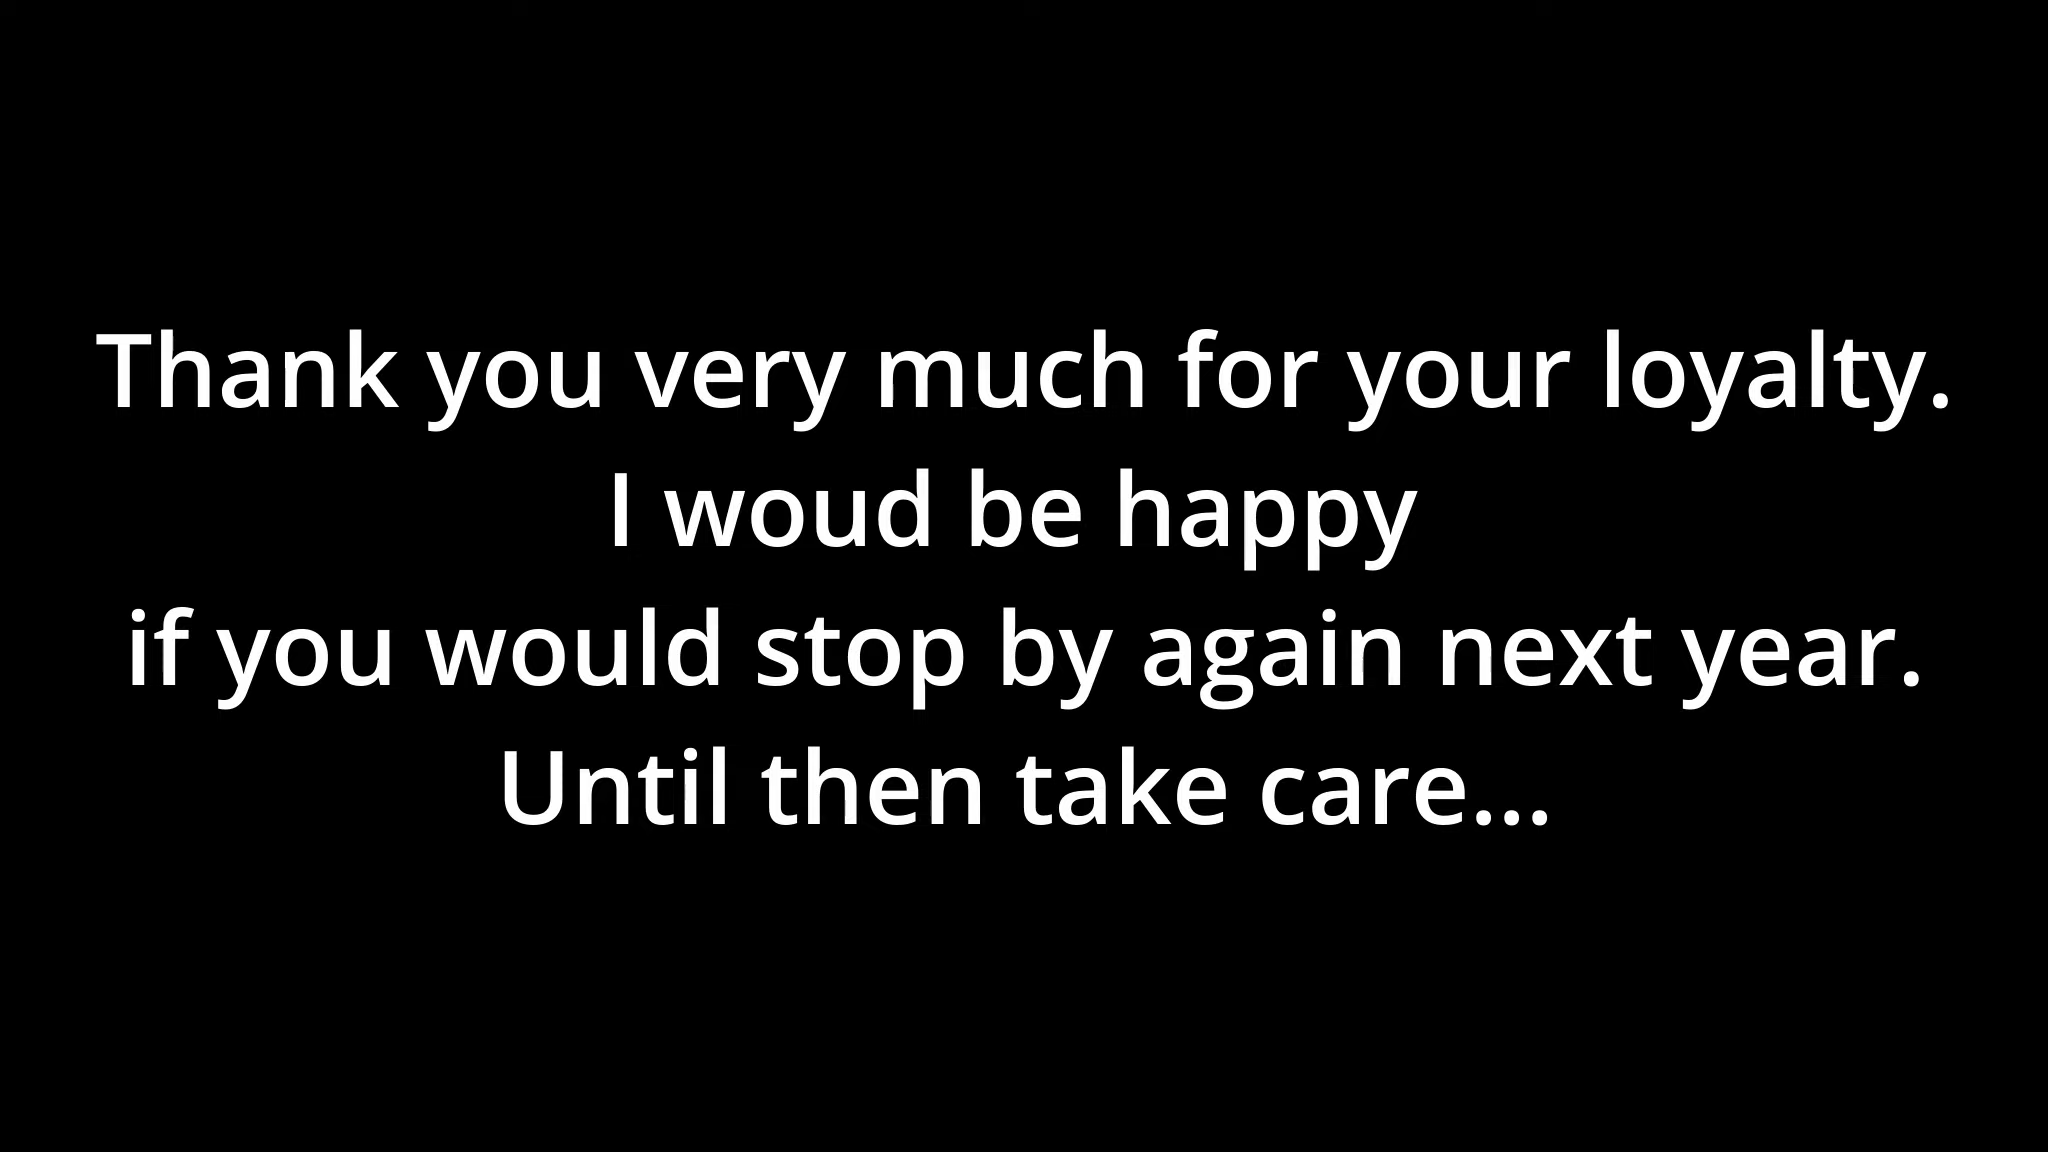 Thank you very much for your loyalty.
I woud be happy
if you would stop by again next year.
Until then take care...